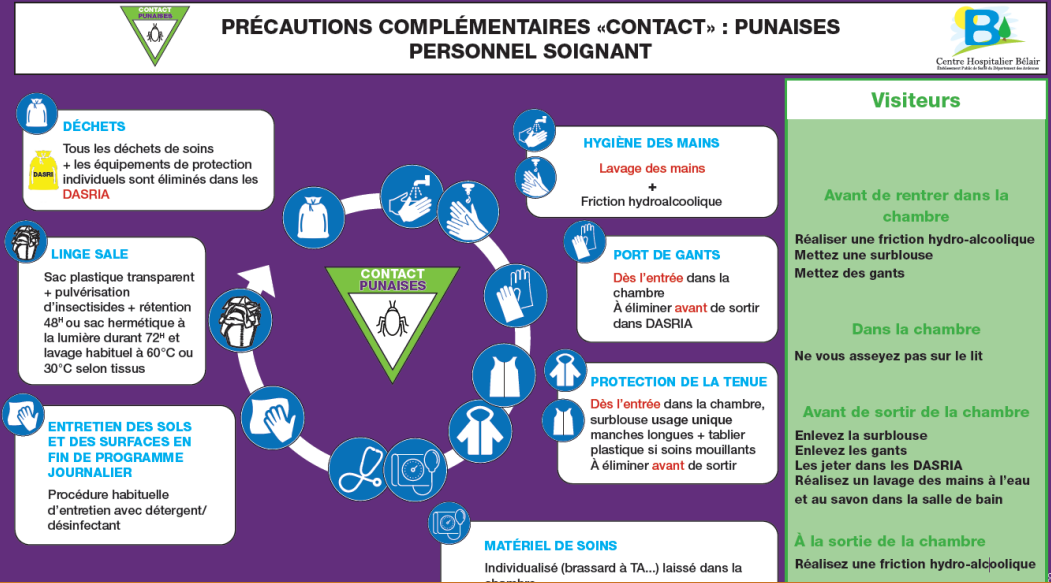 CONTACT
PUNAISES
PRÉCAUTIONS COMPLÉMENTAIRES «CONTACT» : PUNAISES
PERSONNEL SOIGNANT
B
Centre Hospitalier Bélair
DÉCHETS
DASRI
Tous les déchets de soins
+ les équipements de protection
individuels sont éliminés dans les
DASRIA
LINGE SALE
Sac plastique transparent
+ pulvérisation
d'insectisides + rétention
48H ou sac hermétique à
la lumière durant 72H et
lavage habituel à 60°C ou
30°C selon tissus
ENTRETIEN DES SOLS
ET DES SURFACES EN
FIN DE PROGRAMME
JOURNALIER
Procédure habituelle
d'entretien avec détergent/
désinfectant
CONTACT
PUNAISES
HYGIÈNE DES MAINS
Lavage des mains
+
Friction hydroalcoolique
PORT DE GANTS
Dès l'entrée dans la
chambre
À éliminer avant de sortir
dans DASRIA
PROTECTION DE LA TENUE
Dès l'entrée dans la chambre,
surblouse usage unique
manches longues + tablier
plastique si soins mouillants
À éliminer avant de sortir
MATÉRIEL DE SOINS
Individualisé (brassard à TA...) laissé dans la
chambre
Visiteurs
Avant de rentrer dans la
chambre
Réaliser une friction hydro-alcoolique
Mettez une surblouse
Mettez des gants
Dans la chambre
Ne vous asseyez pas sur le lit
Avant de sortir de la chambre
Enlevez la surblouse
Enlevez les gants
Les jeter dans les DASRIA
Réalisez un lavage des mains à l'eau
et au savon dans la salle de bain
À la sortie de la chambre
Réalisez une friction hydro-alcoolique